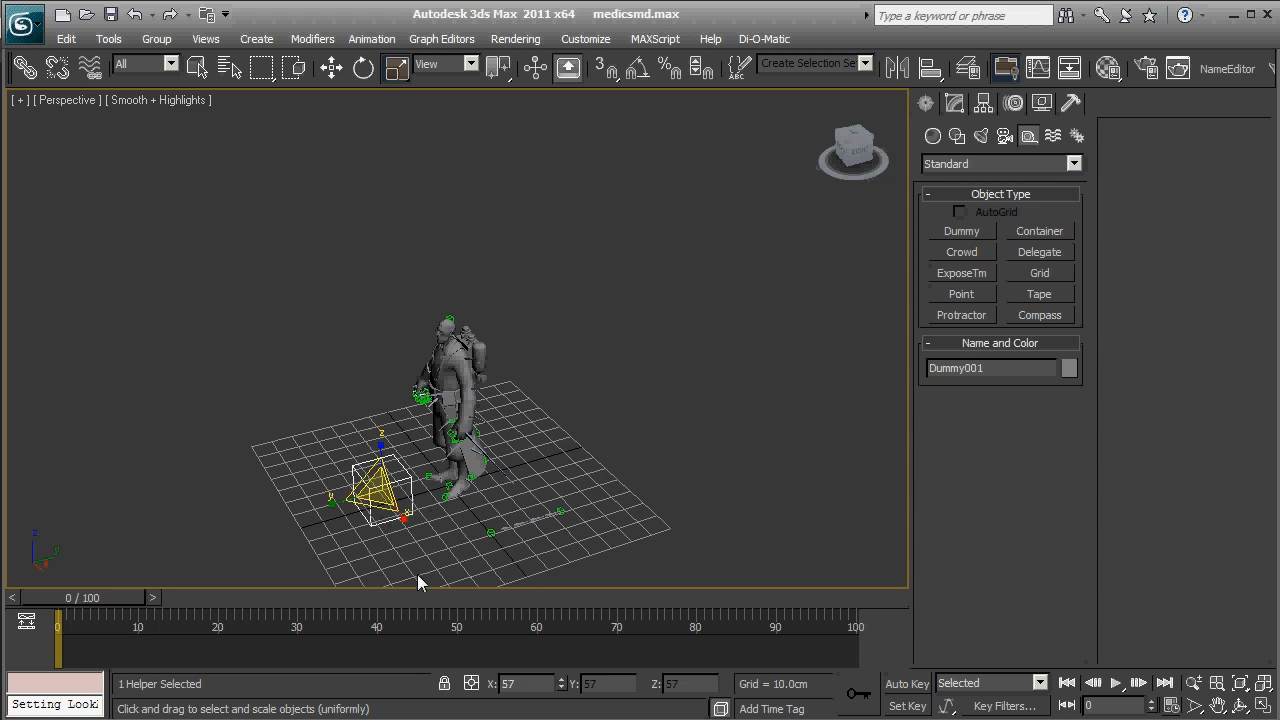 Autodesk 3ds Max 2011 x64 medicsmd.max
Type a keyword or phrase
Edit Tools Group Views Create Modifiers Animation Graph Editors Rendering Customize MAXScript Help Di-O-Matic
All View 3 Create Selection Se NameEditor
[ + ] [ Perspective ] [ Smooth + Highlights ]
Standard
- Object Type
AutoGrid
Dummy Container
Crowd Delegate
ExposeTm Grid
Point Tape
Protractor Compass
- Name and Color
Dummy001
z
y
x
z
y
< 0 / 100 >
0 10 20 30 40 50 60 70 80 90 100
1 Helper Selected X: 57 Y: 57 Z: 57 Grid = 10.0cm Auto Key Selected
Setting Look Click and drag to select and scale objects (uniformly) Add Time Tag Set Key Key Filters... 0